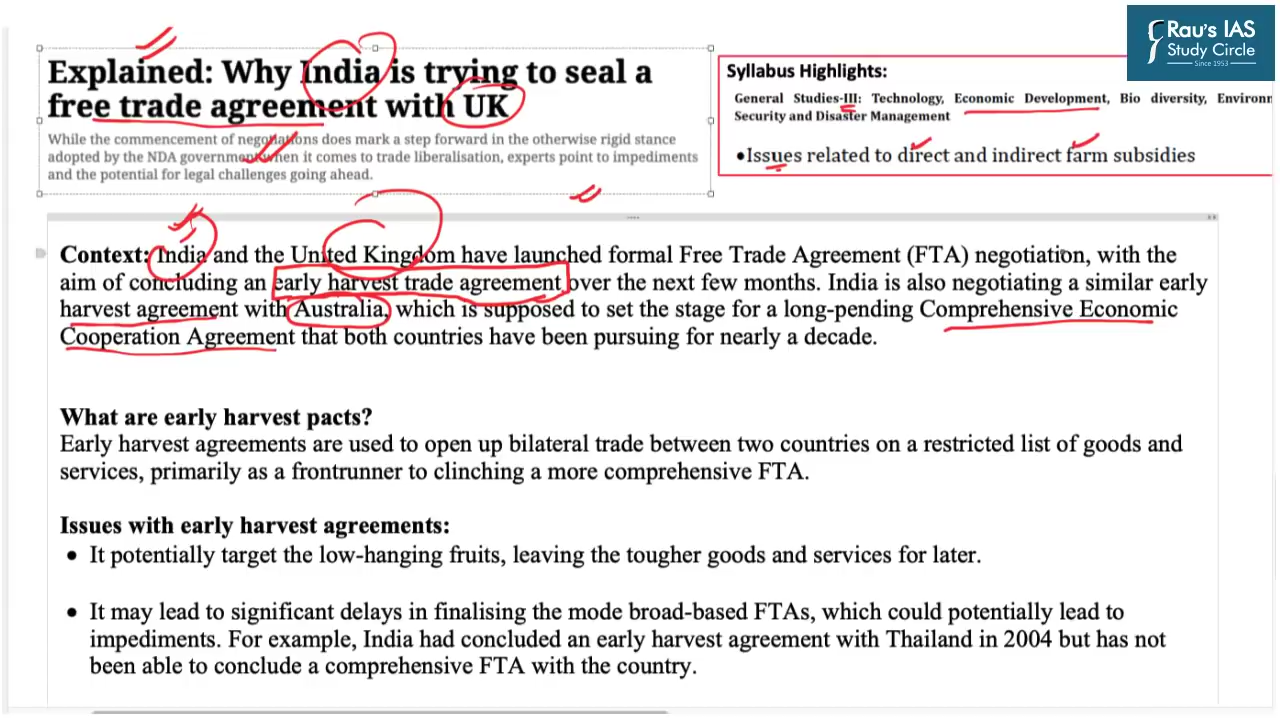 Rau's IAS
Study Circle
Since 1953
Explained: Why India is trying to seal a
free trade agreement with UK
While the commencement of negotiations does mark a step forward in the otherwise rigid stance
adopted by the NDA government when it comes to trade liberalisation, experts point to impediments
and the potential for legal challenges going ahead.
Syllabus Highlights:
General Studies-III: Technology, Economic Development, Bio diversity, Environm
Security and Disaster Management
•Issues related to direct and indirect farm subsidies
Context: India and the United Kingdom have launched formal Free Trade Agreement (FTA) negotiation, with the
aim of concluding an early harvest trade agreement over the next few months. India is also negotiating a similar early
harvest agreement with Australia, which is supposed to set the stage for a long-pending Comprehensive Economic
Cooperation Agreement that both countries have been pursuing for nearly a decade.
What are early harvest pacts?
Early harvest agreements are used to open up bilateral trade between two countries on a restricted list of goods and
services, primarily as a frontrunner to clinching a more comprehensive FTA.
Issues with early harvest agreements:
• It potentially target the low-hanging fruits, leaving the tougher goods and services for later.
• It may lead to significant delays in finalising the mode broad-based FTAs, which could potentially lead to
impediments. For example, India had concluded an early harvest agreement with Thailand in 2004 but has not
been able to conclude a comprehensive FTA with the country.